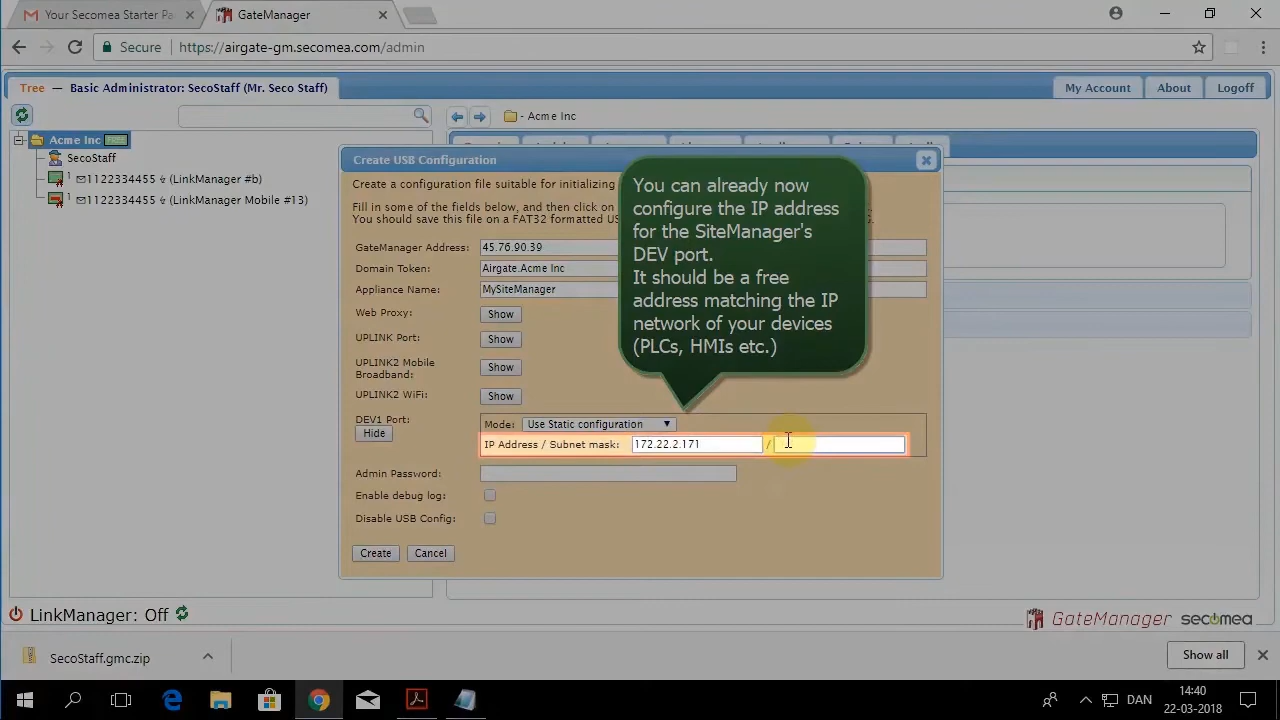 Your Secomea Starter Pa
GateManager
Secure
https://airgate-gm.secomea.com/admin
Tree — Basic Administrator: SecoStaff (Mr. Seco Staff)
My Account
About
Logoff
Acme Inc
- Acme Inc
SecoStaff
1 1122334455 (LinkManager #b)
1 1122334455 (LinkManager Mobile #13)
Create USB Configuration
Create a configuration file suitable for initializing
Fill in some of the fields below, and then click on
You should save this file on a FAT32 formatted US
You can already now
configure the IP address
for the SiteManager's
DEV port.
It should be a free
address matching the IP
network of your devices
(PLCs, HMIs etc.)
GateManager Address: 45.76.90.39
Domain Token: Airgate.Acme Inc
Appliance Name: MySiteManager
Web Proxy: Show
UPLINK Port: Show
UPLINK2 Mobile
Broadband: Show
UPLINK2 WiFi: Show
DEV1 Port:
Hide
Mode: Use Static configuration
IP Address / Subnet mask: 172.22.2.171 /
Admin Password:
Enable debug log:
Disable USB Config:
Create
Cancel
LinkManager: Off
GateManager secomea
SecoStaff.gmc.zip
Show all
DAN
14:40
22-03-2018